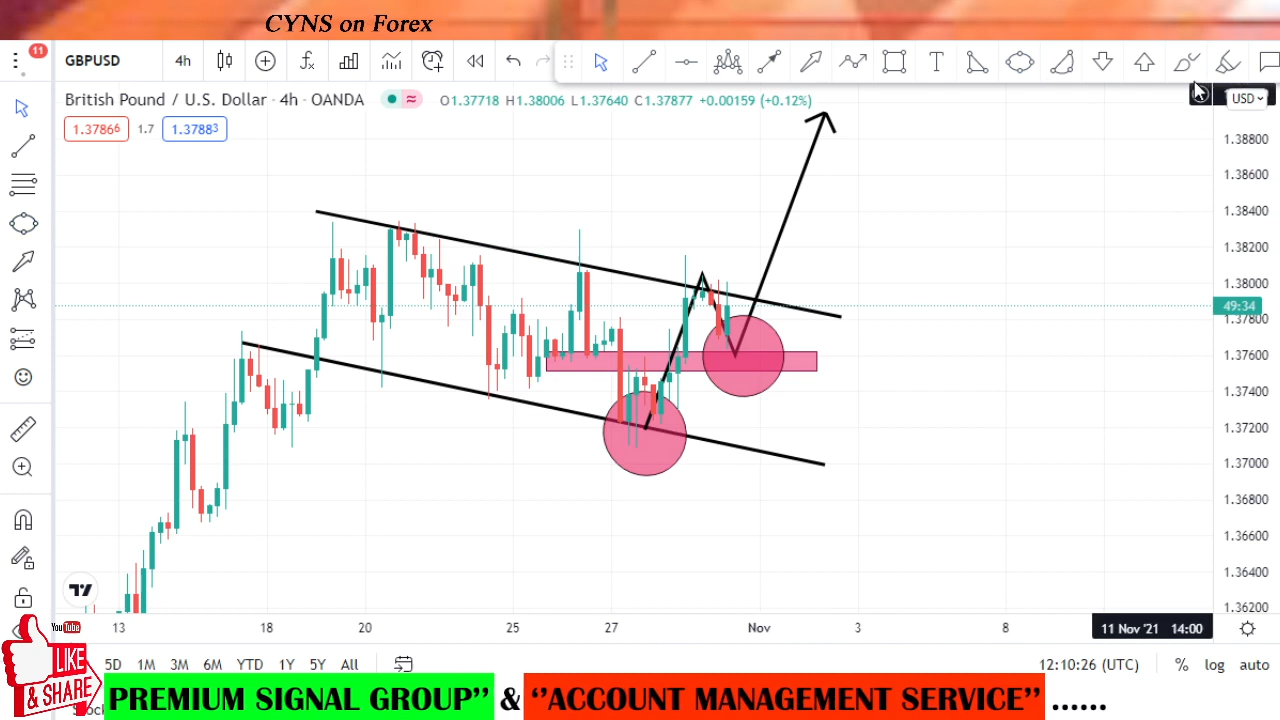 CYNS on Forex
11
GBPUSD
4h
T
British Pound / U.S. Dollar · 4h · OANDA
O1.37718 H1.38006 L1.37640 C1.37877 +0.00159 (+0.12%)
USD
1.37866
1.7
1.37883
1.38800
1.38600
1.38400
1.38200
1.38000
49:34
1.37800
1.37600
1.37400
1.37200
1.37000
1.36800
1.36600
1.36400
1.36200
13
18
20
25
27
Nov
3
8
11 Nov '21 14:00
YouTube
LIKE
& SHARE
5D 1M 3M 6M YTD 1Y 5Y All
12:10:26 (UTC)
% log auto
PREMIUM SIGNAL GROUP’’ & ‘’ACCOUNT MANAGEMENT SERVICE’’ ......